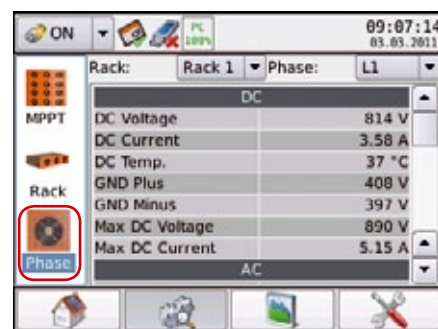 ON
PC
100%
09:07:14
03.03.2011
Rack: Rack 1 Phase: L1
DC
MPPT
DC Voltage 814 V
DC Current 3.58 A
DC Temp. 37 °C
Rack
GND Plus 408 V
GND Minus 397 V
Max DC Voltage 890 V
Max DC Current 5.15 A
Phase
AC